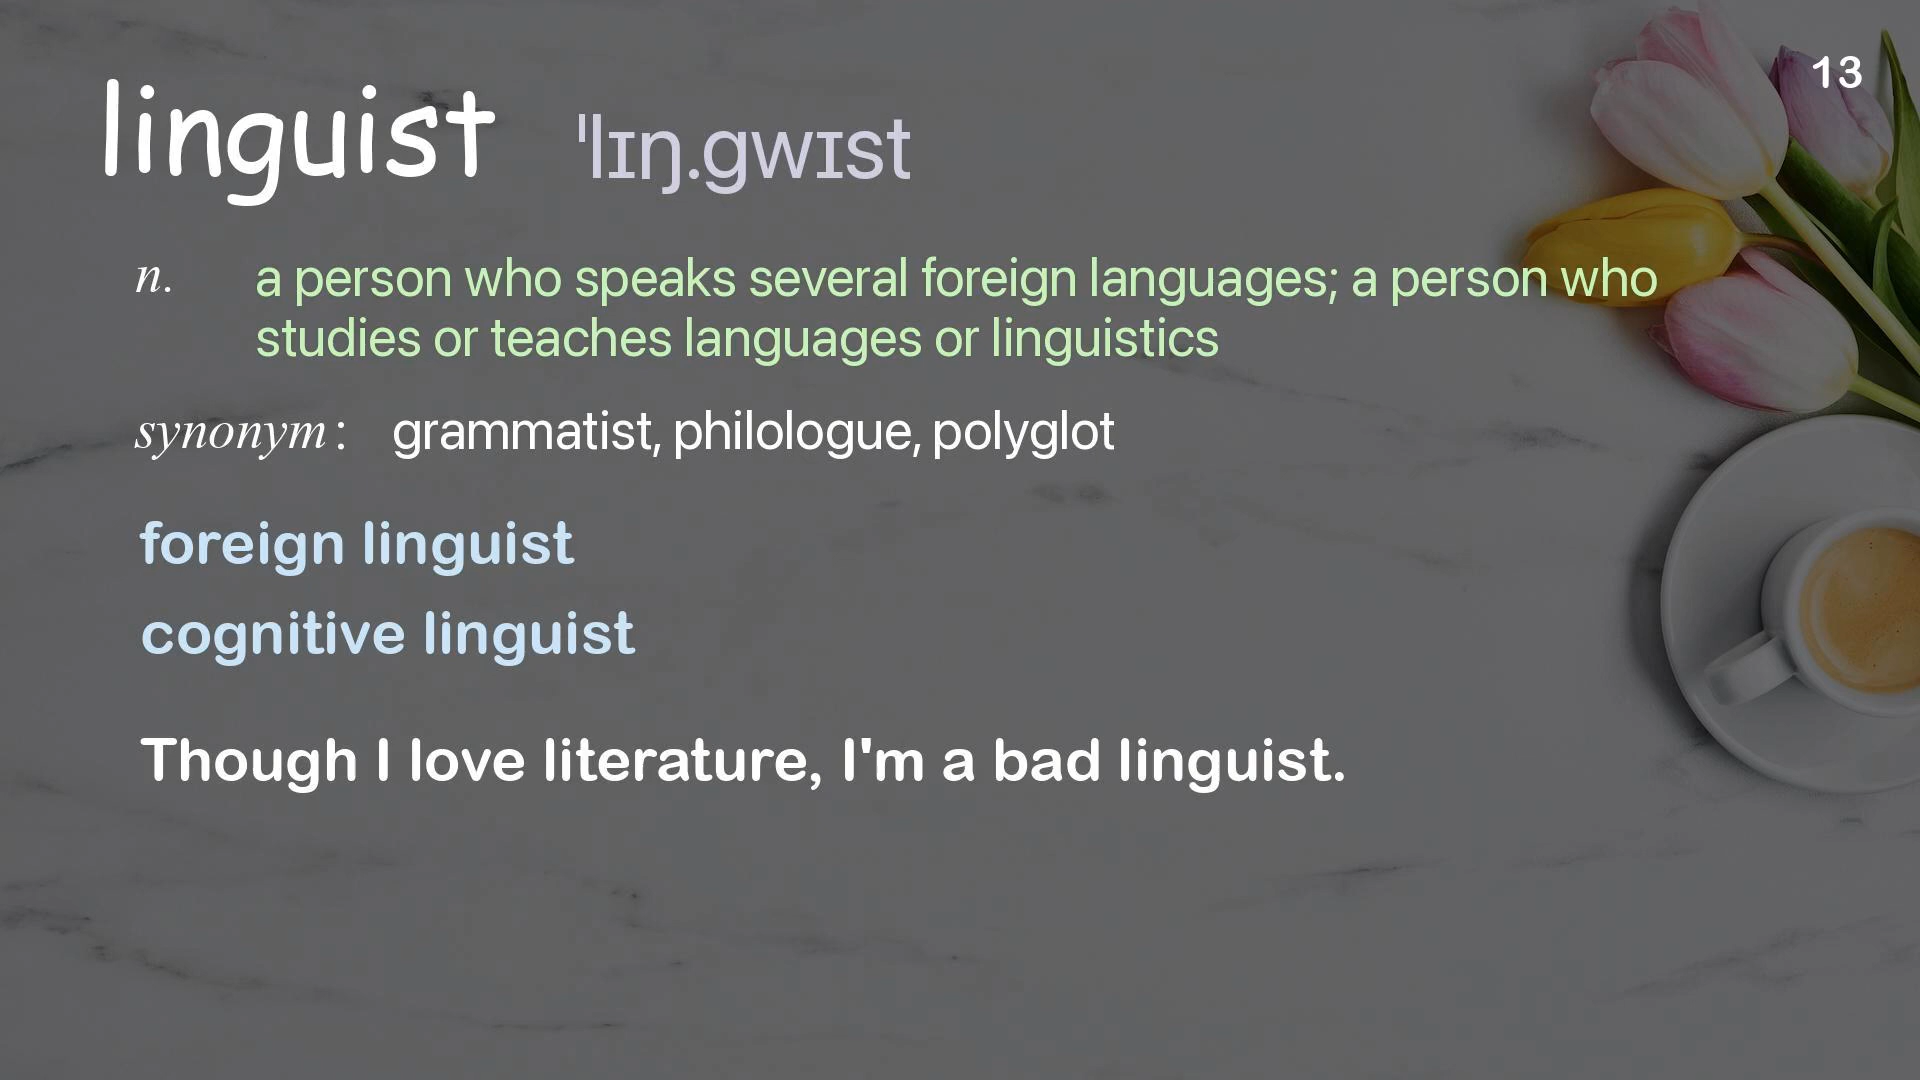 13
linguist ˈlɪŋ.gwɪst
n. a person who speaks several foreign languages; a person who
studies or teaches languages or linguistics
synonym: grammatist, philologue, polyglot
foreign linguist
cognitive linguist
Though I love literature, I'm a bad linguist.